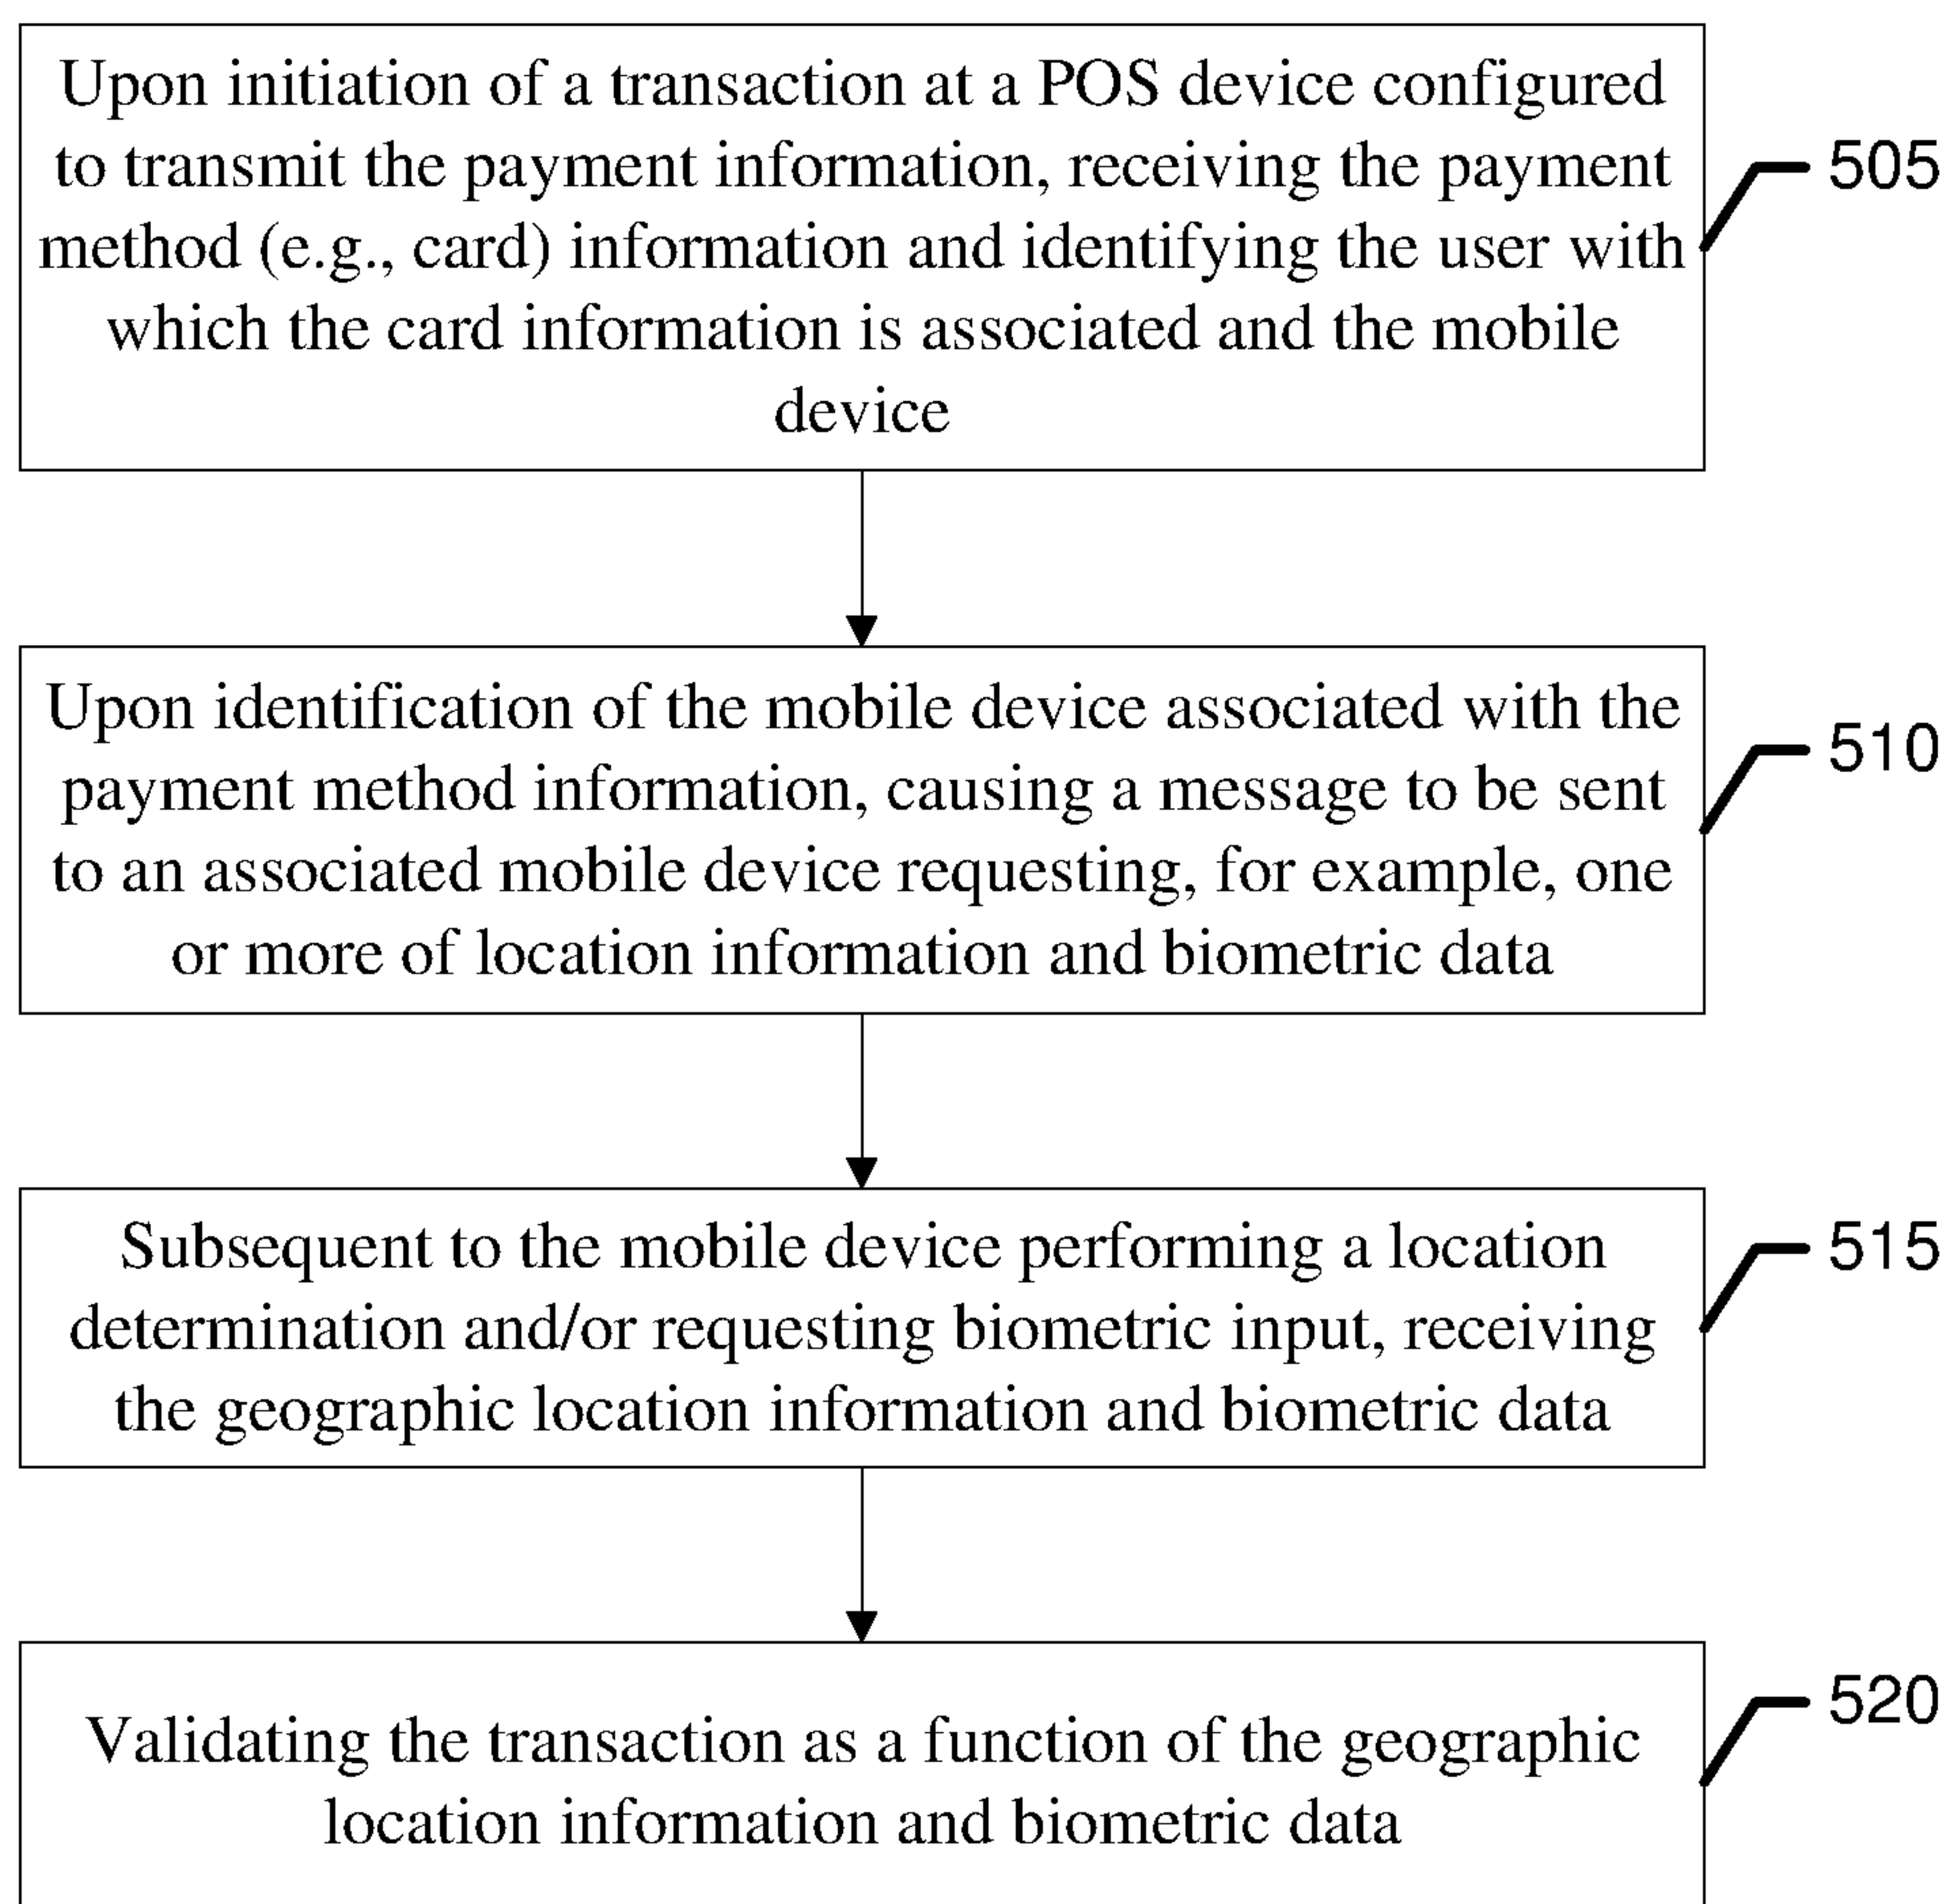 Upon initiation of a transaction at a POS device configured
to transmit the payment information, receiving the payment
method (e.g., card) information and identifying the user with
which the card information is associated and the mobile
device
505
Upon identification of the mobile device associated with the
payment method information, causing a message to be sent
to an associated mobile device requesting, for example, one
or more of location information and biometric data
510
Subsequent to the mobile device performing a location
determination and/or requesting biometric input, receiving
the geographic location information and biometric data
515
Validating the transaction as a function of the geographic
location information and biometric data
520